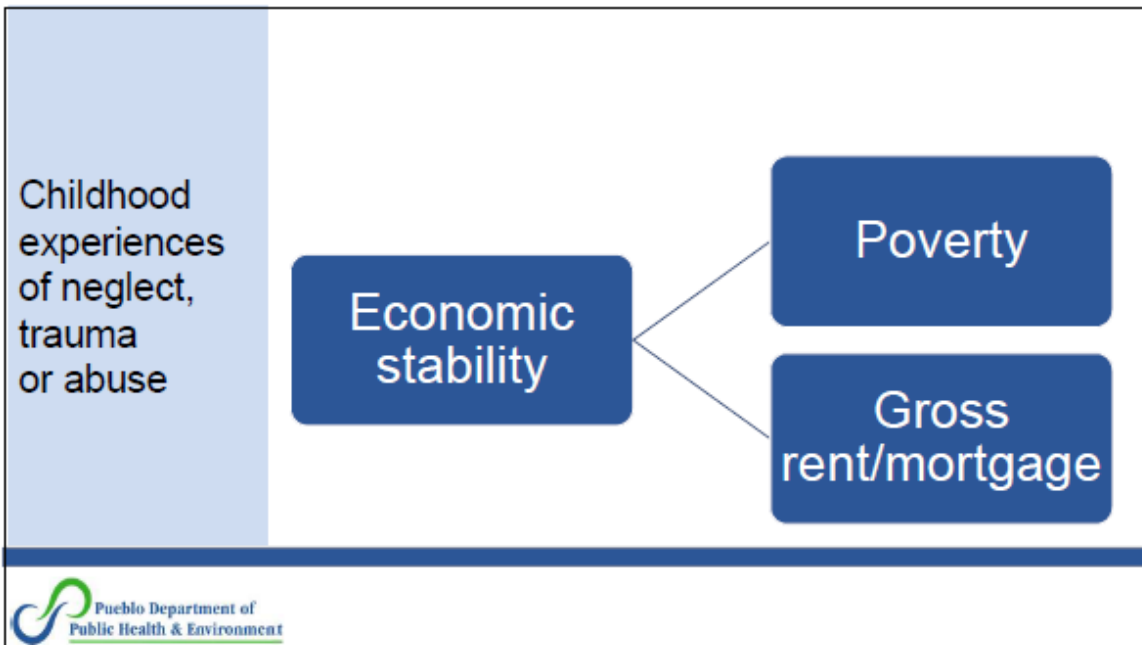 Childhood
experiences
of neglect,
trauma
or abuse
Economic
stability
Poverty
Gross
rent/mortgage
Pueblo Department of
Public Health & Environment